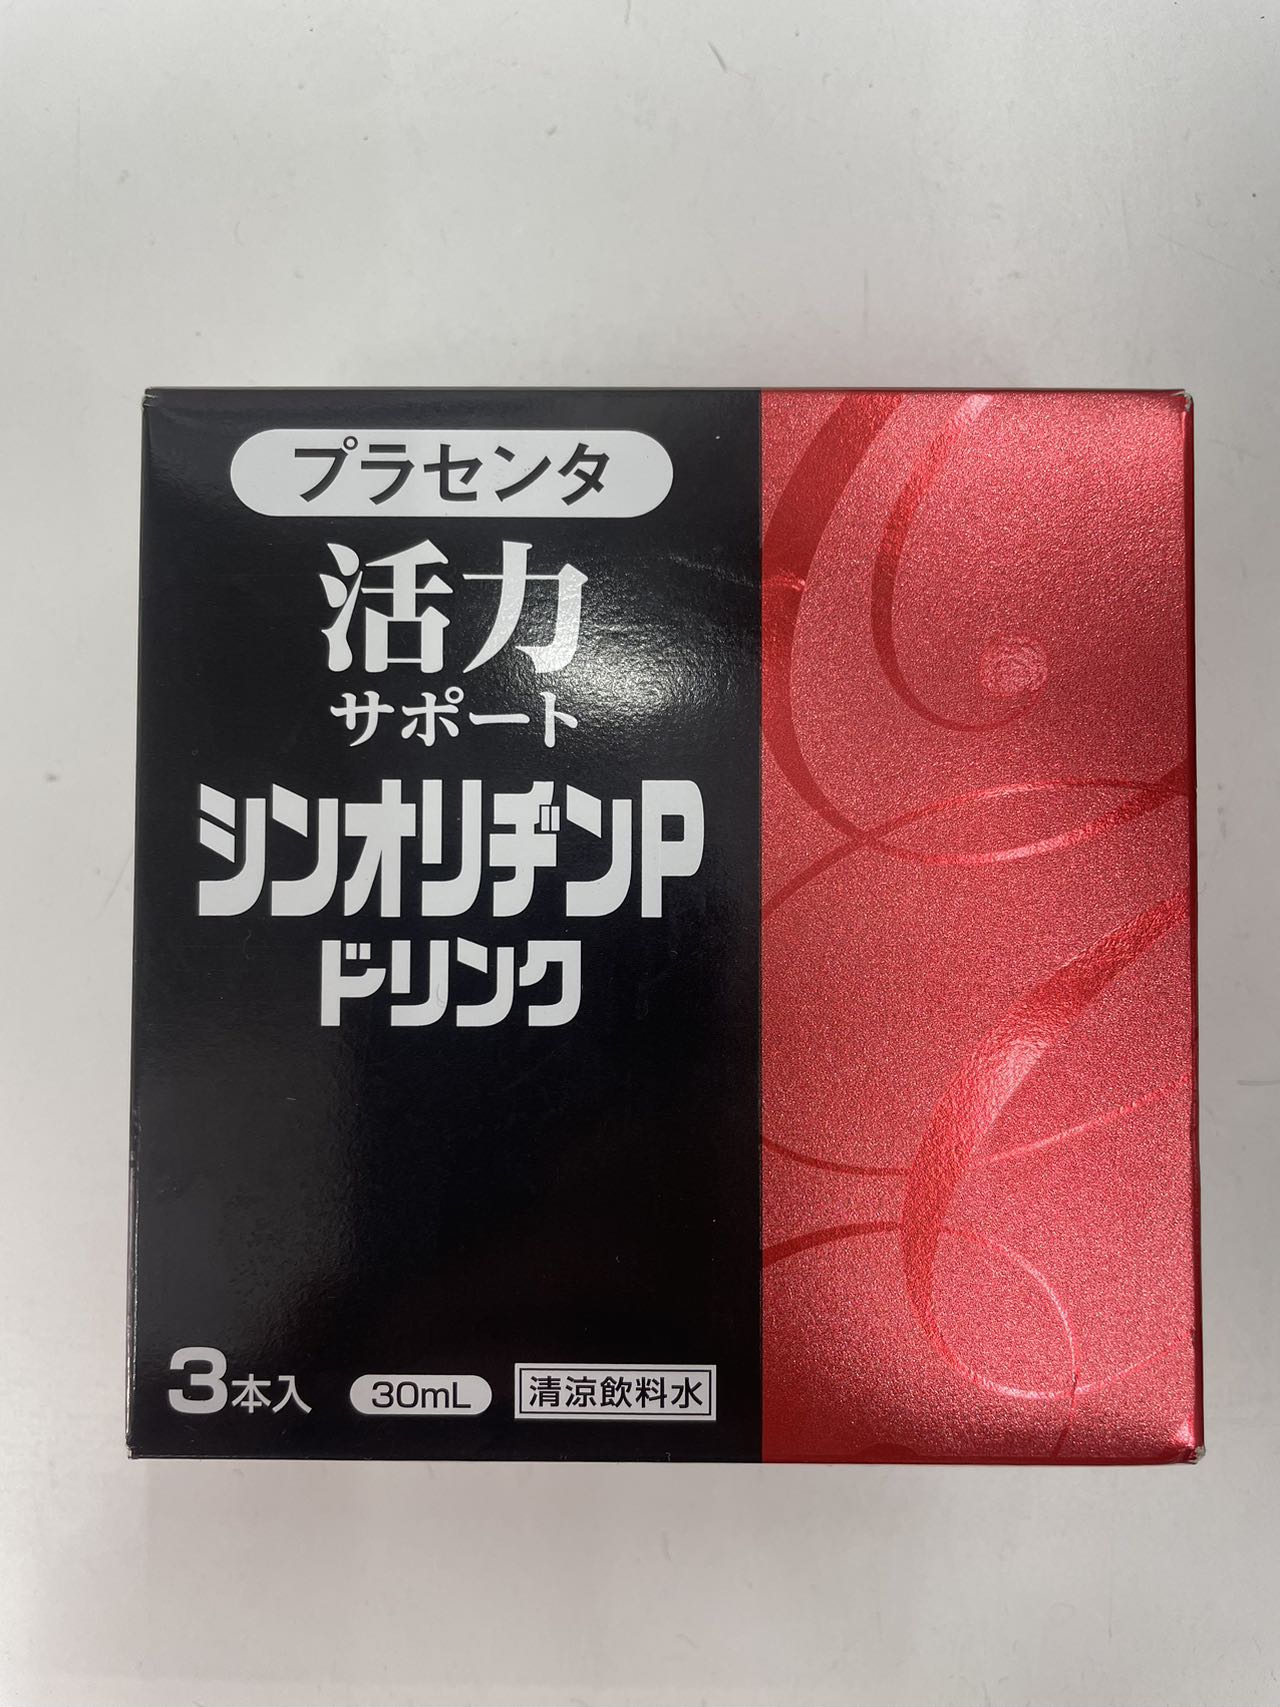 プラセンタ
活力
サポート
シンオリヂンP
ドリンク
3本入 30mL 清涼飲料水